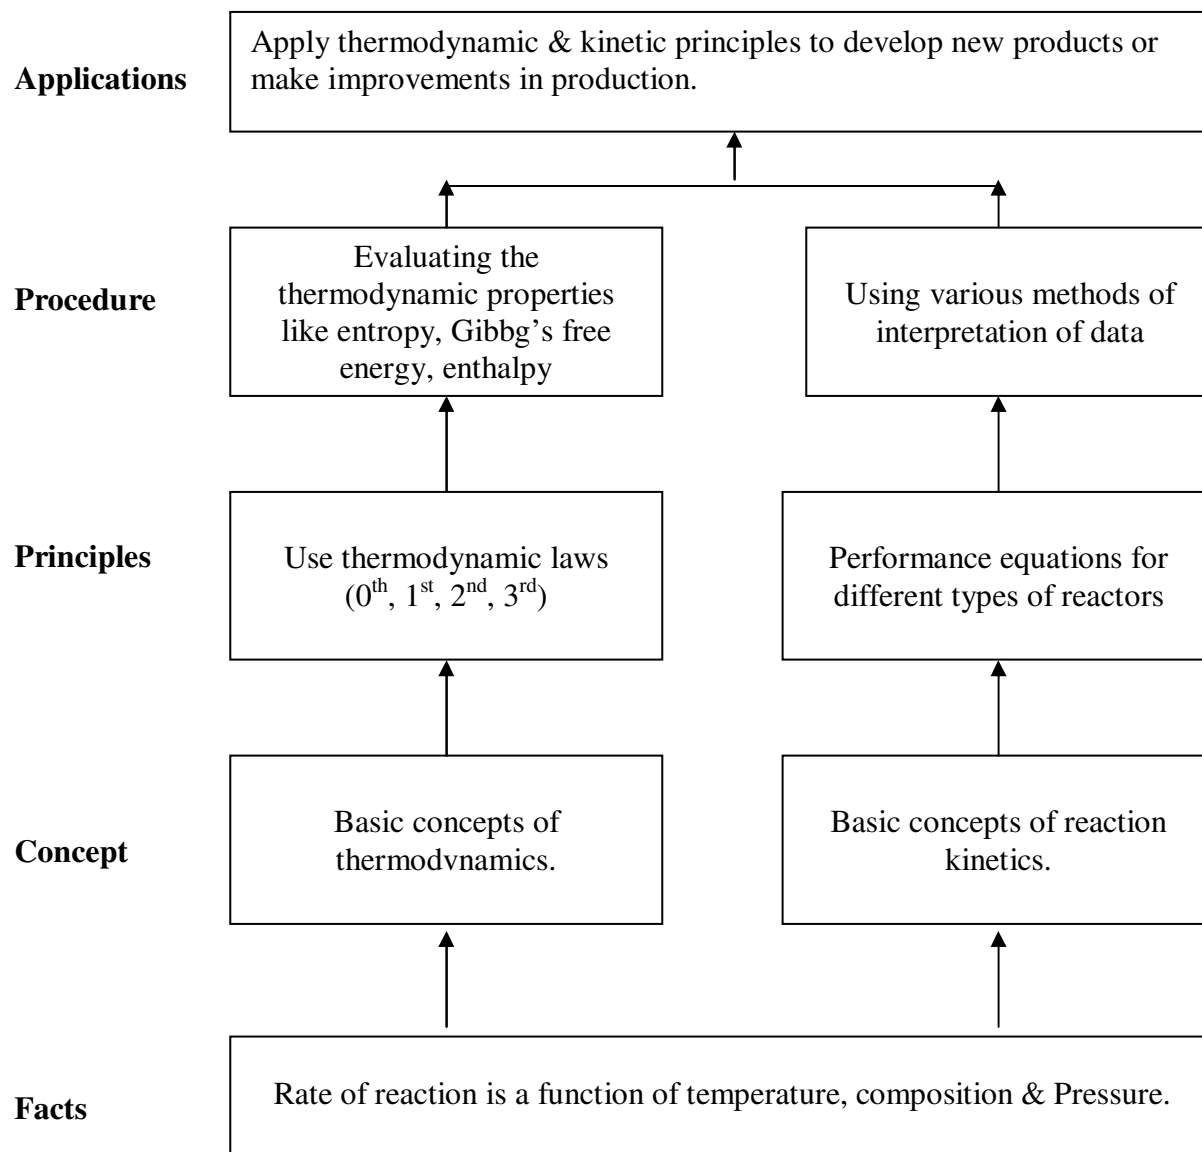 Applications
Apply thermodynamic & kinetic principles to develop new products or
make improvements in production.
Procedure
Evaluating the
thermodynamic properties
like entropy, Gibbg’s free
energy, enthalpy
Using various methods of
interpretation of data
Principles
Use thermodynamic laws
(0th, 1st, 2nd, 3rd)
Performance equations for
different types of reactors
Concept
Basic concepts of
thermodvnamics.
Basic concepts of reaction
kinetics.
Facts
Rate of reaction is a function of temperature, composition & Pressure.